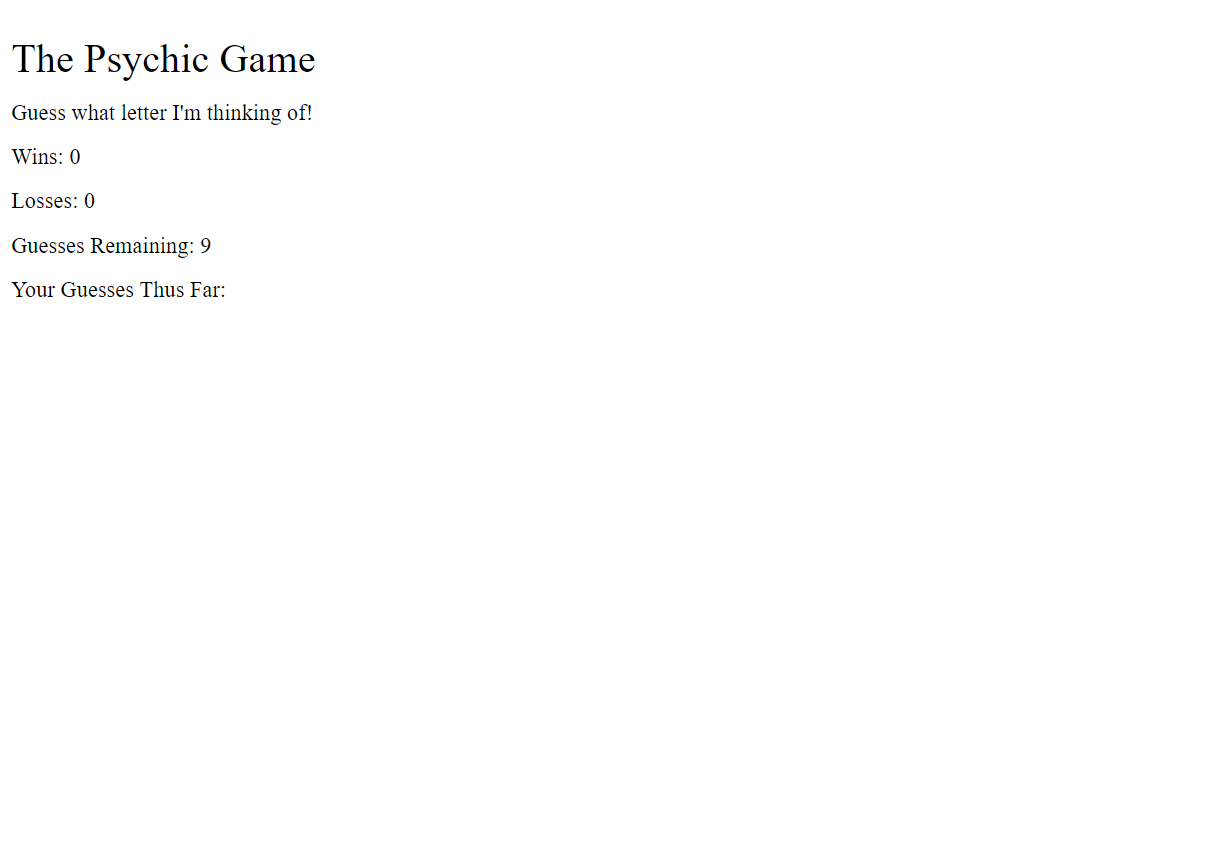 The Psychic Game
Guess what letter I'm thinking of!
Wins: 0
Losses: 0
Guesses Remaining: 9
Your Guesses Thus Far: